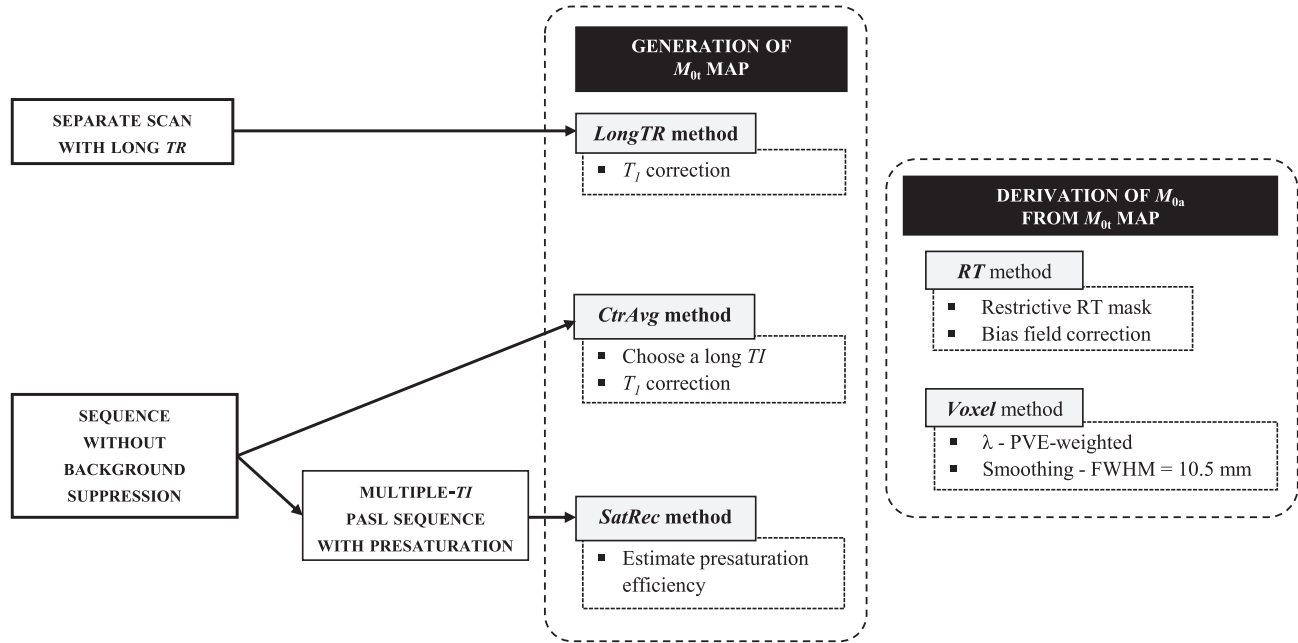 SEPARATE SCAN
WITH LONG TR
SEQUENCE
WITHOUT
BACKGROUND
SUPPRESSION
MULTIPLE-TI
PASL SEQUENCE
WITH PRESATURATION
GENERATION OF
M0t MAP
LongTR method
▪ T1 correction
CtrAvg method
▪ Choose a long TI
▪ T1 correction
SatRec method
▪ Estimate presaturation
efficiency
DERIVATION OF M0a
FROM M0t MAP
RT method
▪ Restrictive RT mask
▪ Bias field correction
Voxel method
▪ λ - PVE-weighted
▪ Smoothing - FWHM = 10.5 mm